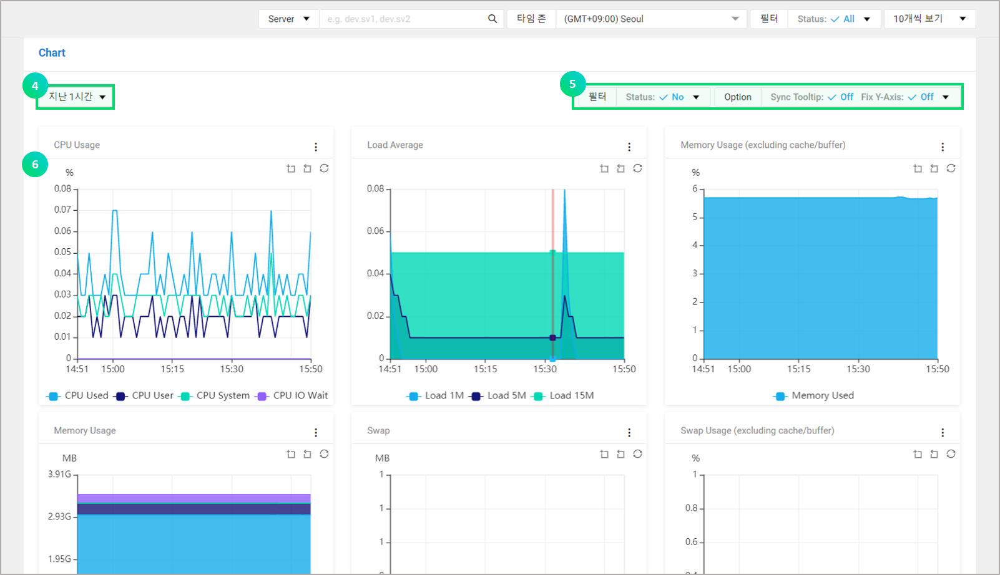 Server e.g. dev.sv1, dev.sv2 타임 존 (GMT+09:00) Seoul 필터 Status: All 10개씩 보기
Chart
4
지난 1시간
5
필터 Status: No Option Sync Tooltip: Off Fix Y-Axis: Off
CPU Usage
6
%
0.08
0.07
0.06
0.05
0.04
0.03
0.02
0.01
0
14:51 15:00 15:15 15:30 15:50
CPU Used CPU User CPU System CPU IO Wait
Load Average
0.08
0.06
0.04
0.02
0
14:51 15:00 15:15 15:30 15:50
Load 1M Load 5M Load 15M
Memory Usage (excluding cache/buffer)
%
6
5
4
3
2
1
0
14:51 15:00 15:15 15:30 15:50
Memory Used
Memory Usage
MB
3.91G
2.93G
1.95G
Swap
MB
1
1
1
Swap Usage (excluding cache/buffer)
%
1
0.8
0.6